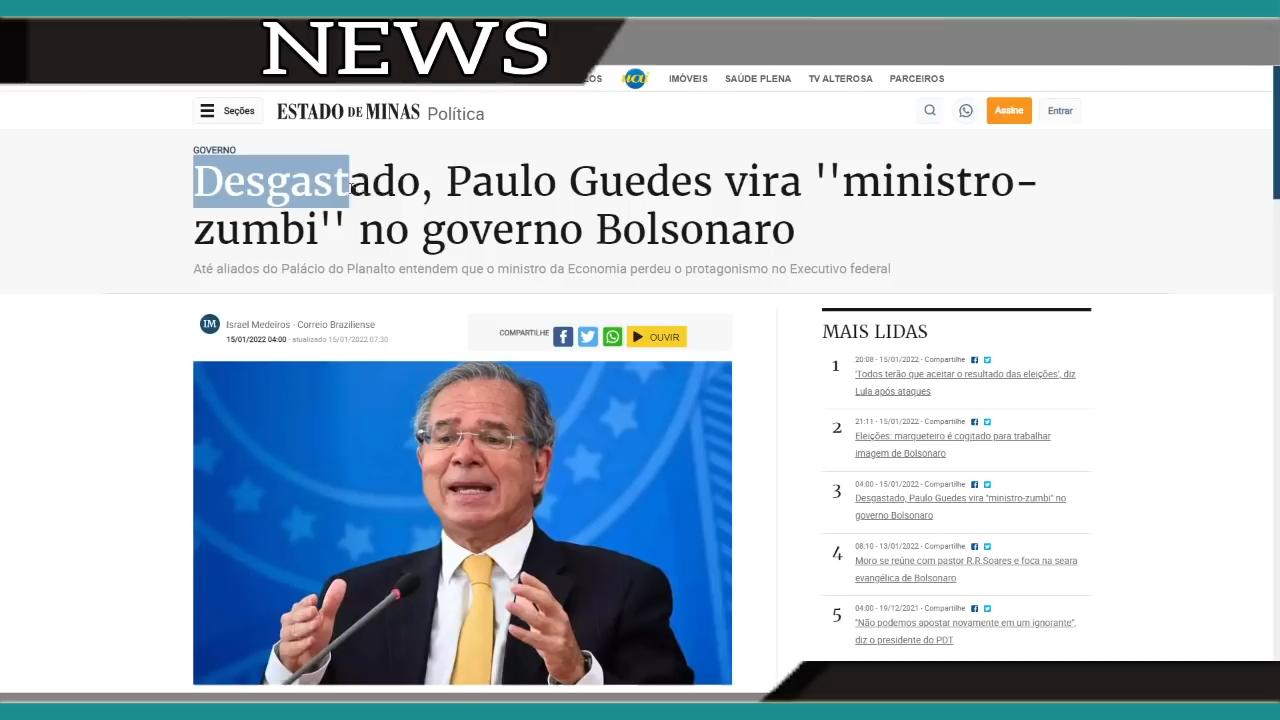 NEWS
OS
uai
IMÓVEIS
SAÚDE PLENA
TV ALTEROSA
PARCEIROS
Seções
ESTADO DE MINAS
Política
Assine
Entrar
GOVERNO
Desgastado, Paulo Guedes vira "ministro-
zumbi" no governo Bolsonaro
Até aliados do Palácio do Planalto entendem que o ministro da Economia perdeu o protagonismo no Executivo federal
IM
Israel Medeiros - Correio Braziliense
15/01/2022 04:00 - atualizado 15/01/2022 07:30
COMPARTILHE
OUVIR
MAIS LIDAS
1
20:08 - 15/01/2022 - Compartilhe
'Todos terão que aceitar o resultado das eleições', diz
Lula após ataques
2
21:11 - 15/01/2022 - Compartilhe
Eleições: marqueteiro é cogitado para trabalhar
imagem de Bolsonaro
3
04:00 - 15/01/2022 - Compartilhe
Desgastado, Paulo Guedes vira "ministro-zumbi" no
governo Bolsonaro
4
08:10 - 13/01/2022 - Compartilhe
Moro se reúne com pastor R.R.Soares e foca na seara
evangélica de Bolsonaro
5
04:00 - 19/12/2021 - Compartilhe
"Não podemos apostar novamente em um ignorante",
diz o presidente do PDT